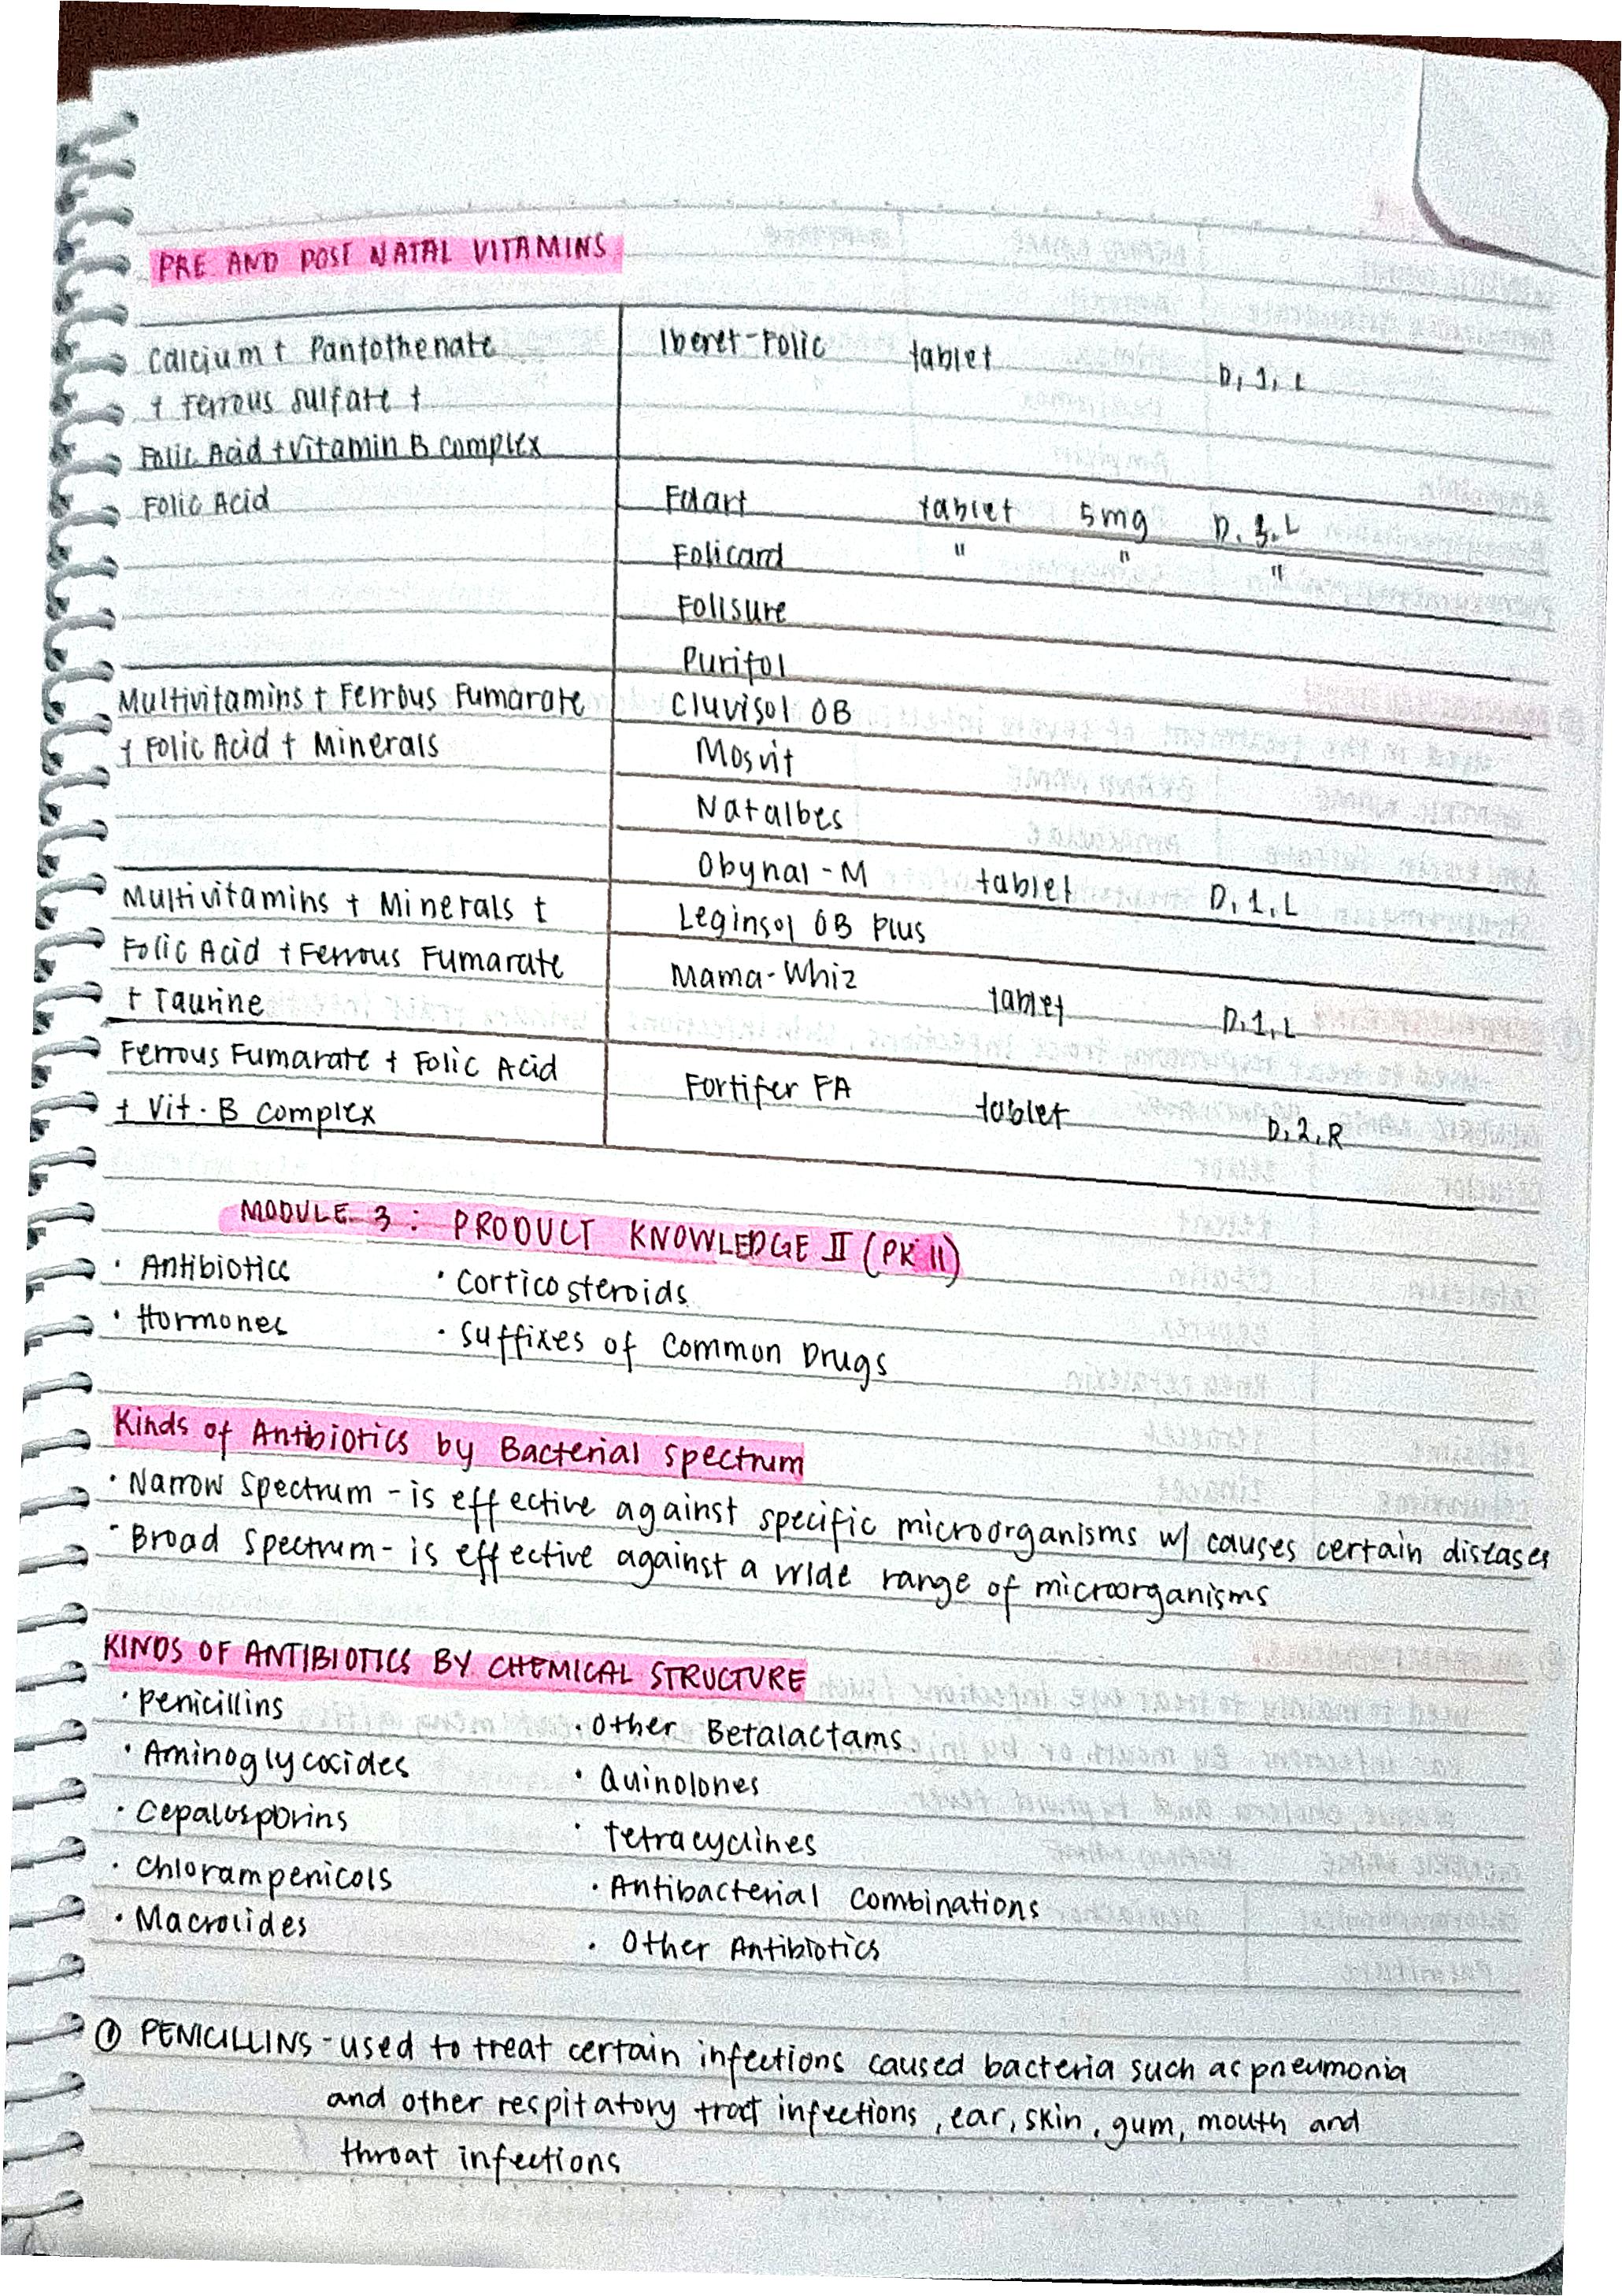 PRE AND POST NATAL VITAMINS
Calcium + Pantothenate Iberet-Folic tablet D, 1, L
+ Ferrous Sulfate +
Folic Acid + Vitamin B Complex
Folic Acid Folart tablet 5mg D. 3. L
Folicard " " "
Folisure
Purifol
Multivitamins + Ferrous Fumarate Cluvisol OB
+ Folic Acid + Minerals Mosvit
Natalbes
Obynal-M tablet D, 1, L
Multivitamins + Minerals + Leginsol OB Plus
Folic Acid + Ferrous Fumarate Mama-Whiz tablet D, 1, L
+ Taurine
Ferrous Fumarate + Folic Acid Fortifer FA tablet D, 2, R
+ Vit. B Complex
MODULE 3 : PRODUCT KNOWLEDGE II (PK II)
• Antibiotics • Corticosteroids
• Hormones • Suffixes of Common Drugs
Kinds of Antibiotics by Bacterial Spectrum
• Narrow Spectrum - is effective against specific microorganisms w/ causes certain diseases
- Broad Spectrum - is effective against a wide range of microorganisms
KINDS OF ANTIBIOTICS BY CHEMICAL STRUCTURE
• Penicillins • Other Betalactams
• Aminoglycocides • Quinolones
• Cepalosporins • Tetracyclines
• Chlorampenicols • Antibacterial Combinations
• Macrolides • Other Antibiotics
① PENICILLINS - used to treat certain infections caused bacteria such as pneumonia
and other respitatory tract infections, ear, skin, gum, mouth and
throat infections